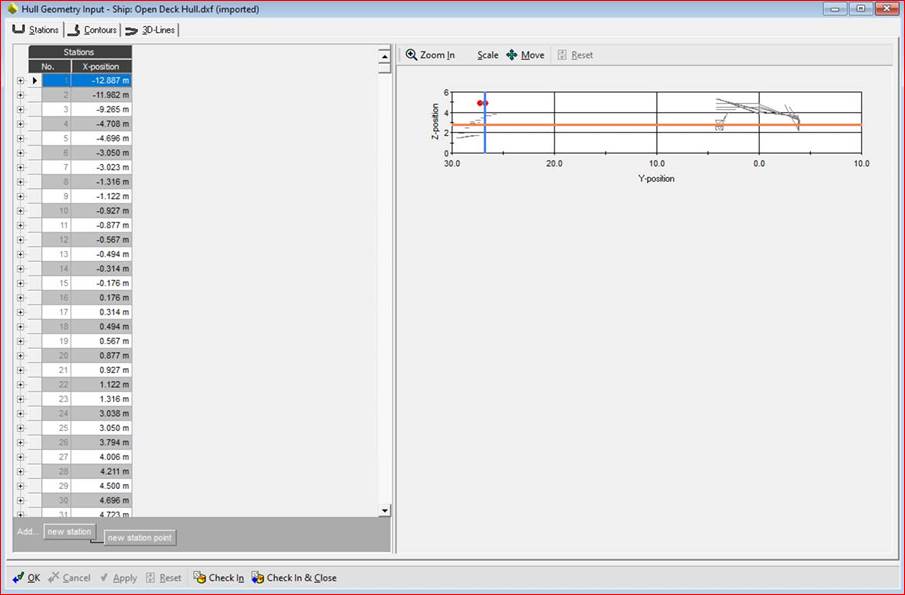 Hull Geometry Input - Ship: Open Deck Hull.dxf (imported)
Stations Contours 3D-Lines
Stations
No. X-position
1 -12.887 m
2 -11.982 m
3 -9.265 m
4 -4.708 m
5 -4.696 m
6 -3.050 m
7 -3.023 m
8 -1.316 m
9 -1.122 m
10 -0.927 m
11 -0.877 m
12 -0.567 m
13 -0.494 m
14 -0.314 m
15 -0.176 m
16 0.176 m
17 0.314 m
18 0.494 m
19 0.567 m
20 0.877 m
21 0.927 m
22 1.122 m
23 1.316 m
24 3.038 m
25 3.050 m
26 3.794 m
27 4.006 m
28 4.211 m
29 4.500 m
30 4.696 m
31 4.723 m
Add... new station
new station point
Zoom In Scale Move Reset
Z-position
6
4
2
0
30.0 20.0 10.0 0.0 10.0
Y-position
OK Cancel Apply Reset Check In Check In & Close